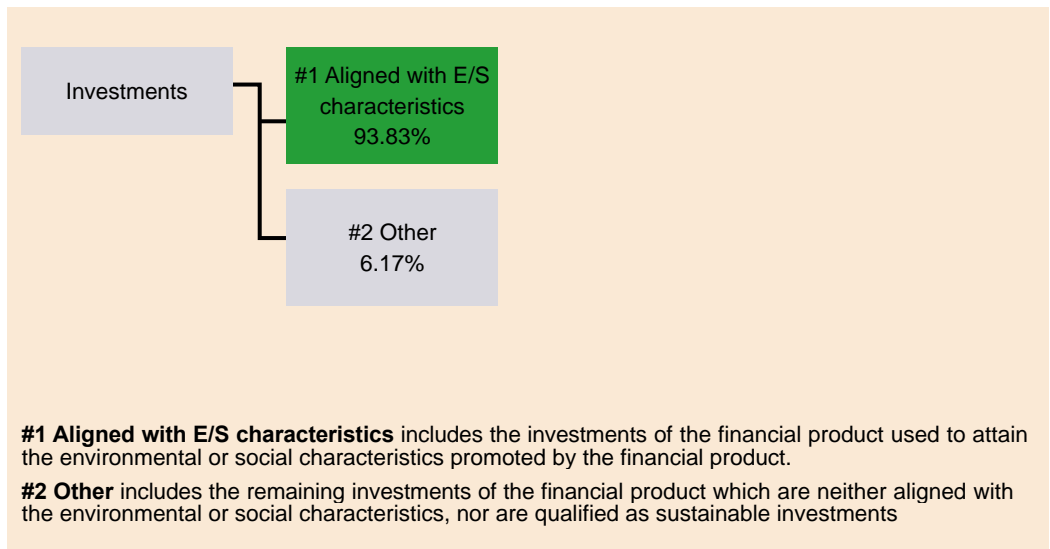 Investments
#1 Aligned with E/S
characteristics
93.83%
#2 Other
6.17%
#1 Aligned with E/S characteristics includes the investments of the financial product used to attain
the environmental or social characteristics promoted by the financial product.
#2 Other includes the remaining investments of the financial product which are neither aligned with
the environmental or social characteristics, nor are qualified as sustainable investments